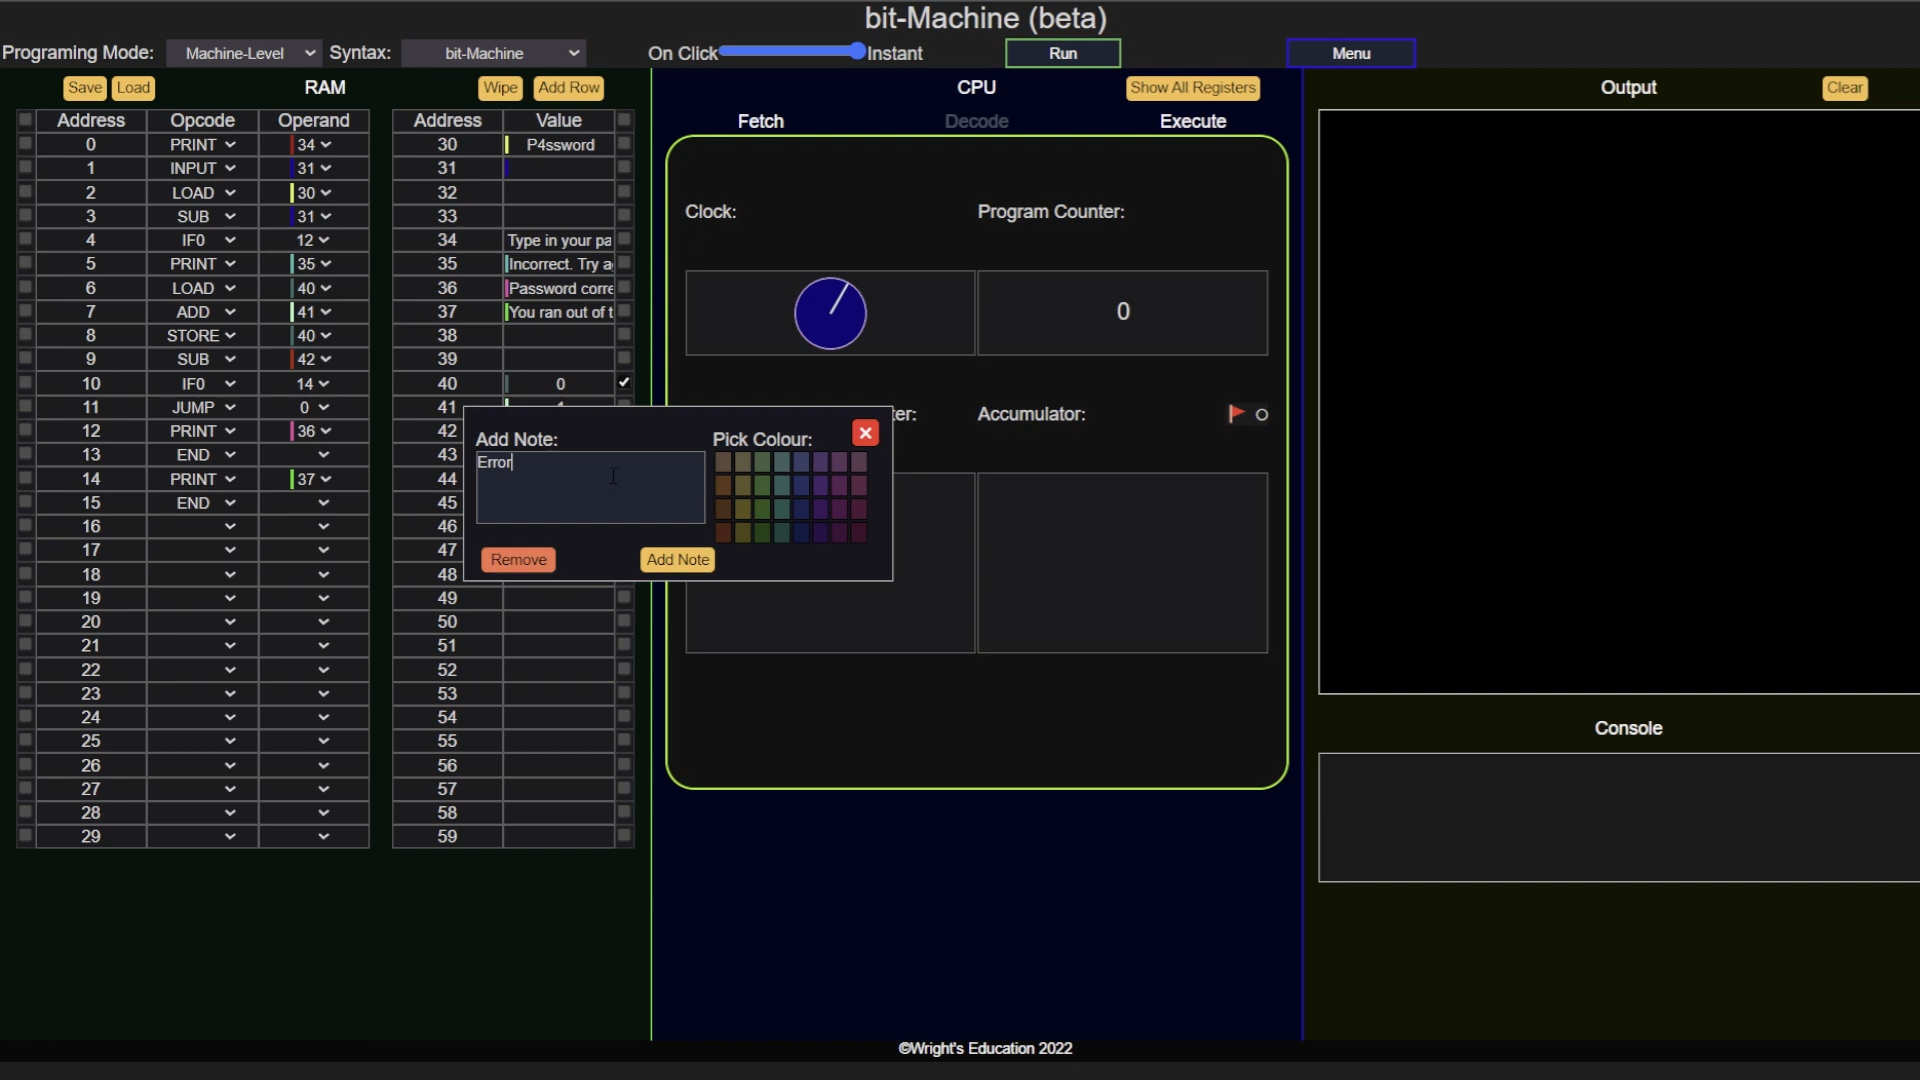 bit-Machine (beta)
Programing Mode: Machine-Level Syntax: bit-Machine On Click Instant Run Menu
Save Load RAM Wipe Add Row CPU Show All Registers Output Clear
Address Opcode Operand Address Value Fetch Decode Execute
0 PRINT 34 30 P4ssword
1 INPUT 31 31
2 LOAD 30 32
3 SUB 31 33 Clock: Program Counter:
4 IF0 12 34 Type in your pa
5 PRINT 35 35 Incorrect. Try a
6 LOAD 40 36 Password corre
7 ADD 41 37 You ran out of t 0
8 STORE 40 38
9 SUB 42 39
10 IF0 14 40 0
11 JUMP 0 41 Accumulator:
12 PRINT 36 42 Add Note: Pick Colour:
13 END 43 Error
14 PRINT 37 44
15 END 45
16 46
17 47 Remove Add Note
18 48
19 49
20 50
21 51
22 52
23 53
24 54 Console
25 55
26 56
27 57
28 58
29 59
©Wright's Education 2022